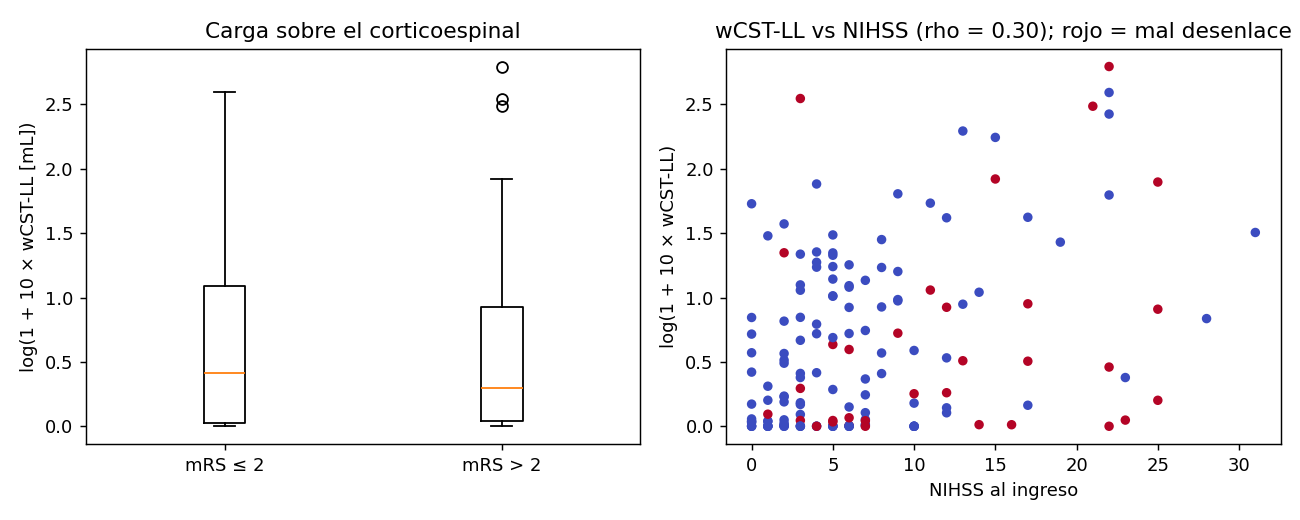 Carga sobre el corticoespinal
log(1 + 10 × wCST-LL [mL])
2.5
2.0
1.5
1.0
0.5
0.0
mRS ≤ 2
mRS > 2
wCST-LL vs NIHSS (rho = 0.30); rojo = mal desenlace
log(1 + 10 × wCST-LL)
2.5
2.0
1.5
1.0
0.5
0.0
0
5
10
15
20
25
30
NIHSS al ingreso